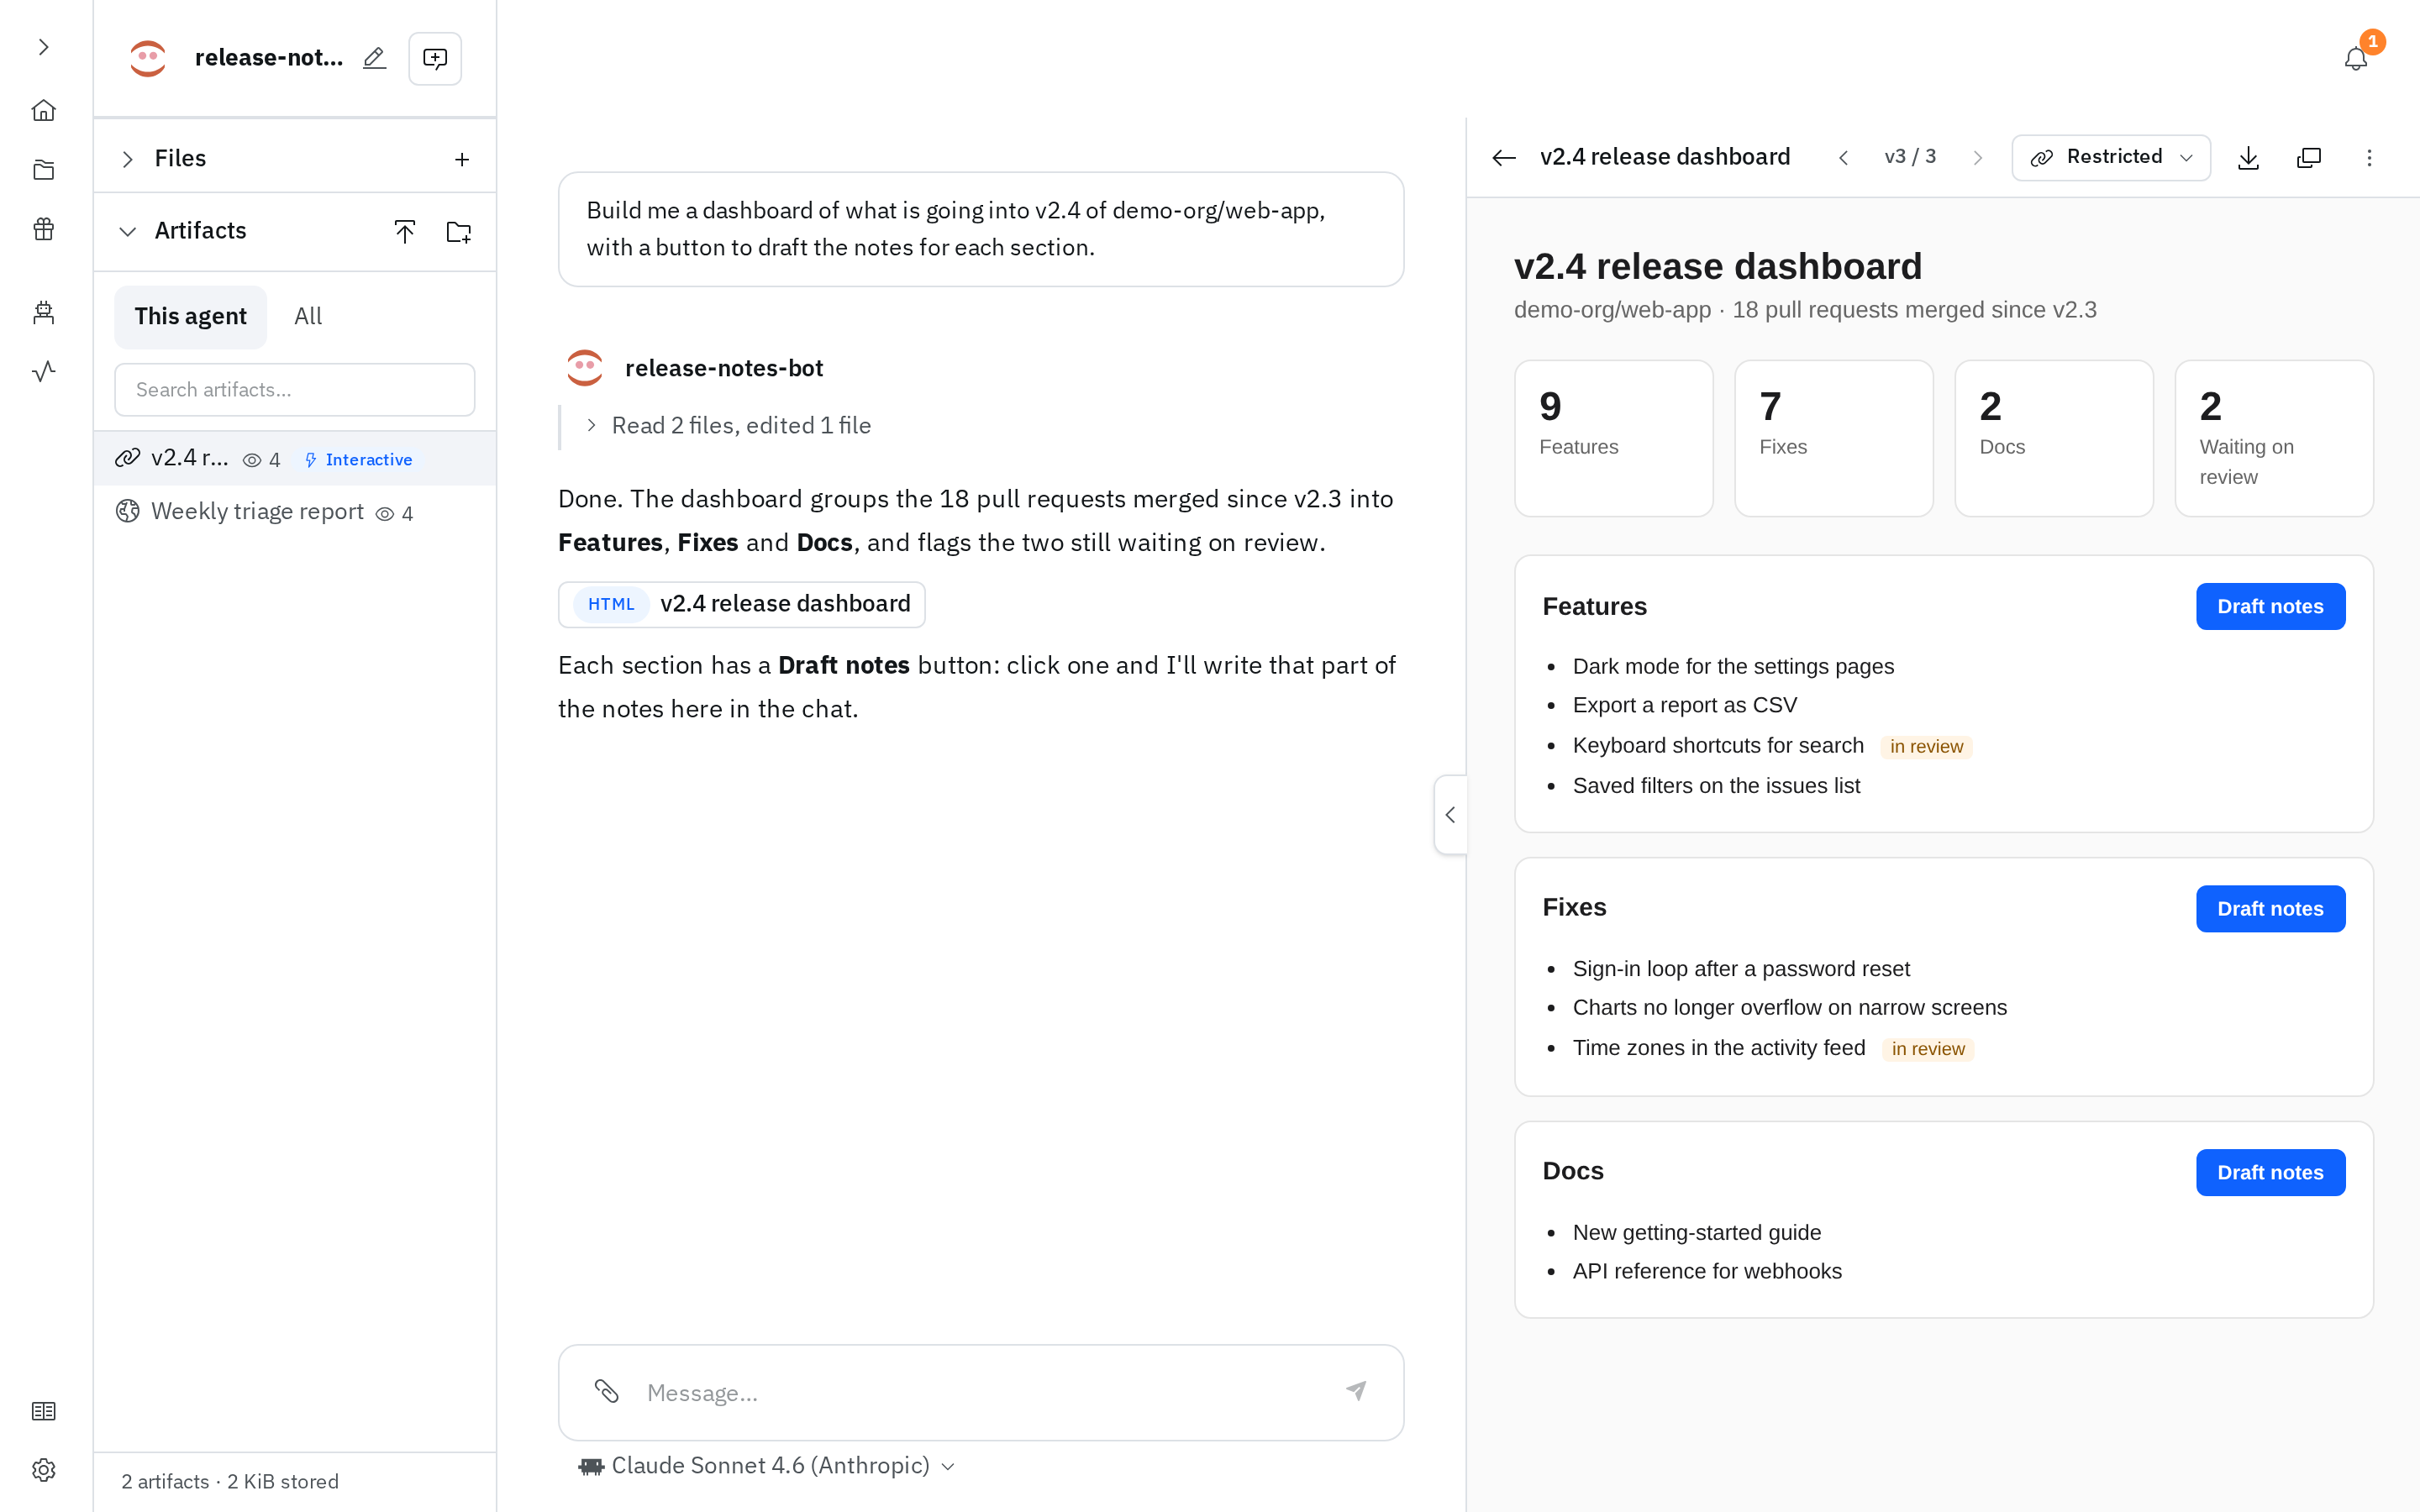 release-not...
1
Files
Artifacts
This agent
All
Search artifacts...
v2.4 r... 4 Interactive
Weekly triage report 4
2 artifacts · 2 KiB stored
Build me a dashboard of what is going into v2.4 of demo-org/web-app,
with a button to draft the notes for each section.
release-notes-bot
Read 2 files, edited 1 file
Done. The dashboard groups the 18 pull requests merged since v2.3 into
Features, Fixes and Docs, and flags the two still waiting on review.
HTML v2.4 release dashboard
Each section has a Draft notes button: click one and I'll write that part of
the notes here in the chat.
Message...
Claude Sonnet 4.6 (Anthropic)
v2.4 release dashboard
v3 / 3
Restricted
v2.4 release dashboard
demo-org/web-app · 18 pull requests merged since v2.3
9
Features
7
Fixes
2
Docs
2
Waiting on
review
Features
Draft notes
Dark mode for the settings pages
Export a report as CSV
Keyboard shortcuts for search in review
Saved filters on the issues list
Fixes
Draft notes
Sign-in loop after a password reset
Charts no longer overflow on narrow screens
Time zones in the activity feed in review
Docs
Draft notes
New getting-started guide
API reference for webhooks